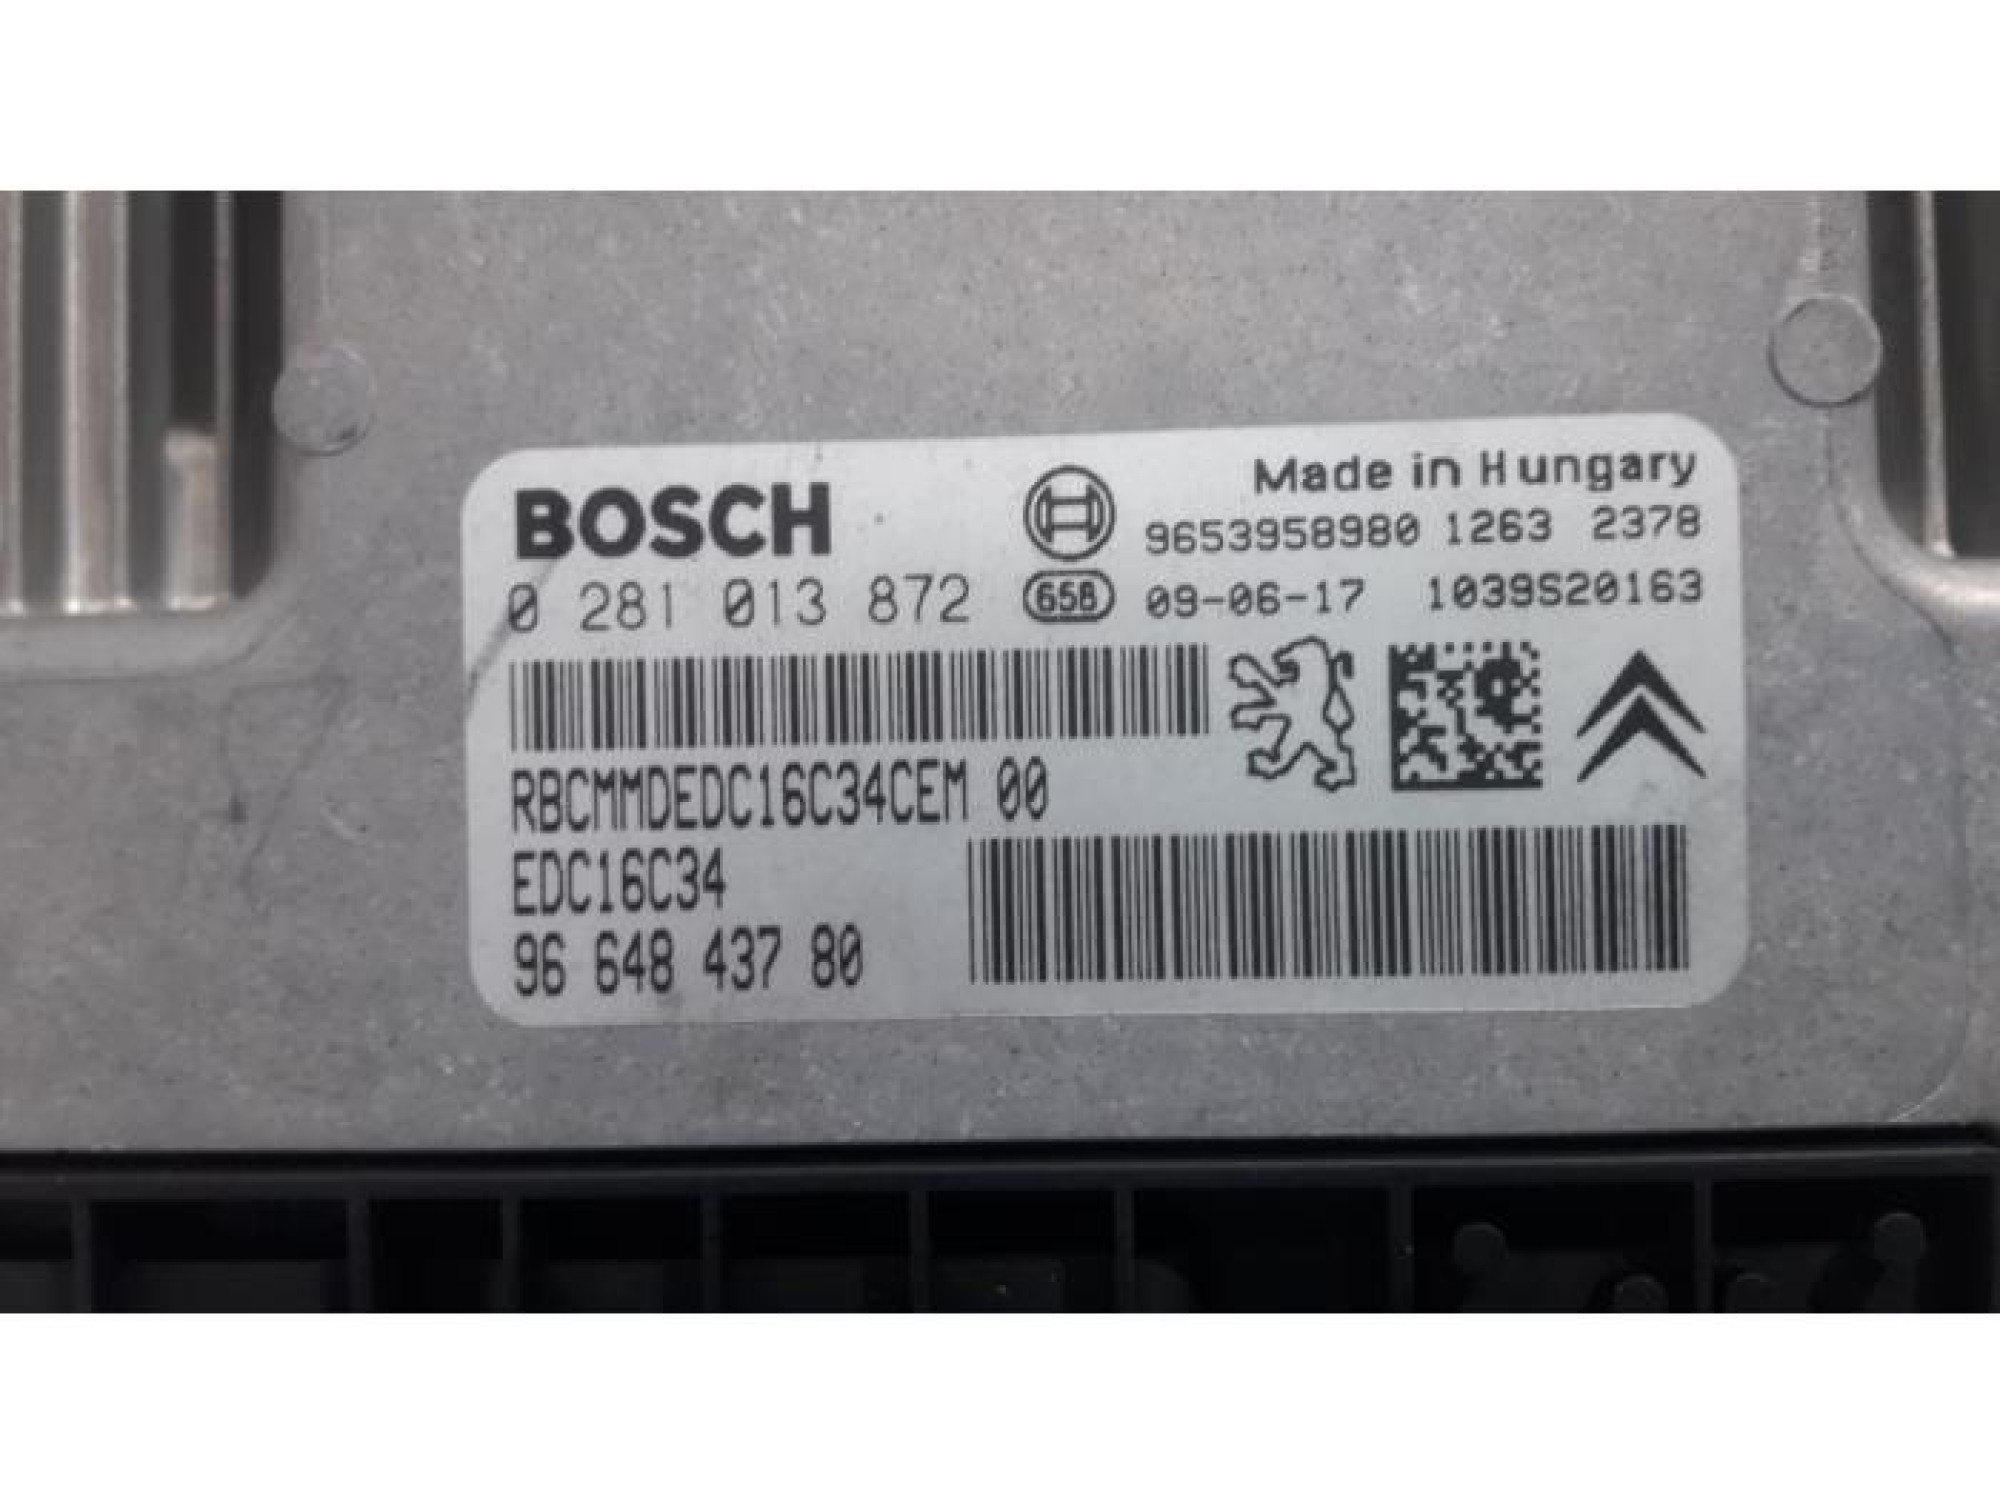 BOSCH
Made in Hungary
9653958980 1263 2378
0 281 013 872
658
09-06-17 1039S20163
RBCMMDEDC16C34CEM 00
EDC16C34
96 648 437 80